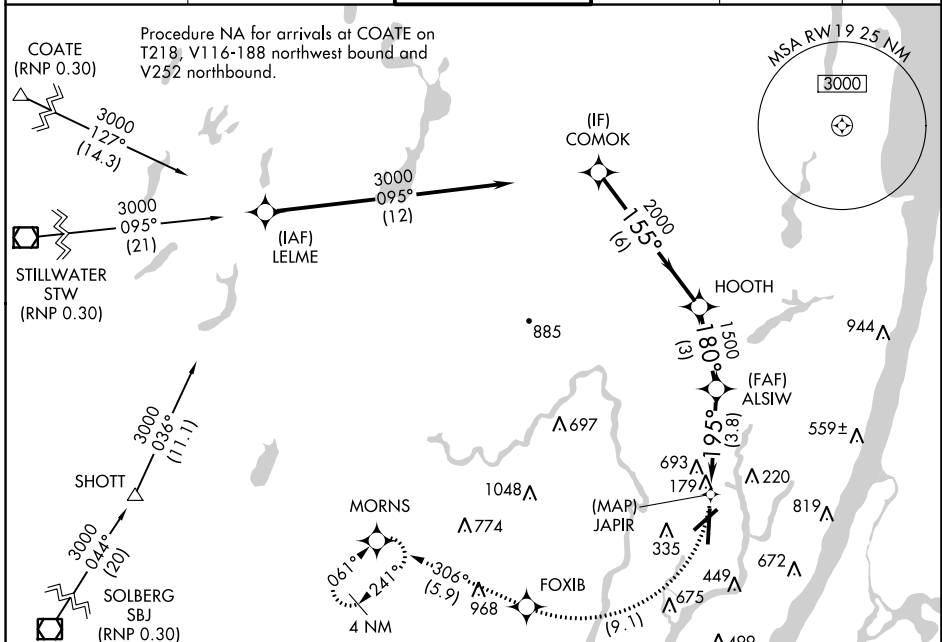 Procedure NA for arrivals at COATE on
T218, V116-188 northwest bound and
V252 northbound.
COATE
(RNP 0.30)
3000
127°
(14.3)
MSA RW19 25 NM
3000
(IF)
COMOK
3000
095°
(12)
3000
095°
(21)
(IAF)
LELME
STILLWATER
STW
(RNP 0.30)
2000
155°
(6)
HOOTH
1500
180°
(3)
885
944
(FAF)
ALSIW
195°
(3.8)
3000
036°
(11.1)
697
559±
693
179
220
SHOTT
1048
(MAP)
JAPIR
819
MORNS
774
335
3000
044°
(20)
061°
241°
306°
(5.9)
968
FOXIB
672
449
675
4 NM
(9.1)
SOLBERG
SBJ
(RNP 0.30)